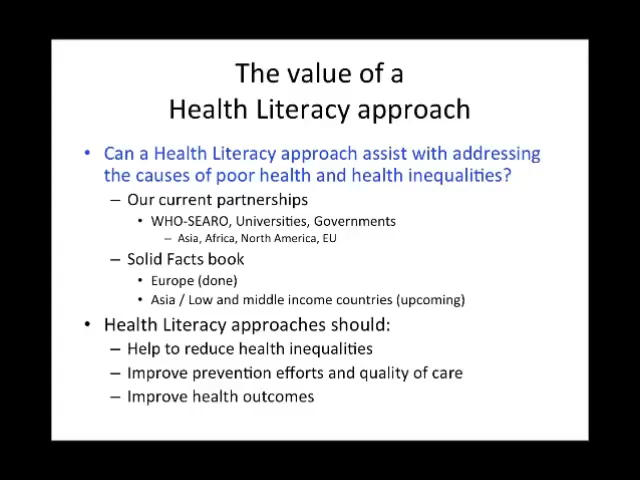 The value of a
Health Literacy approach
• Can a Health Literacy approach assist with addressing
the causes of poor health and health inequalities?
– Our current partnerships
• WHO-SEARO, Universities, Governments
– Asia, Africa, North America, EU
– Solid Facts book
• Europe (done)
• Asia / Low and middle income countries (upcoming)
• Health Literacy approaches should:
– Help to reduce health inequalities
– Improve prevention efforts and quality of care
– Improve health outcomes